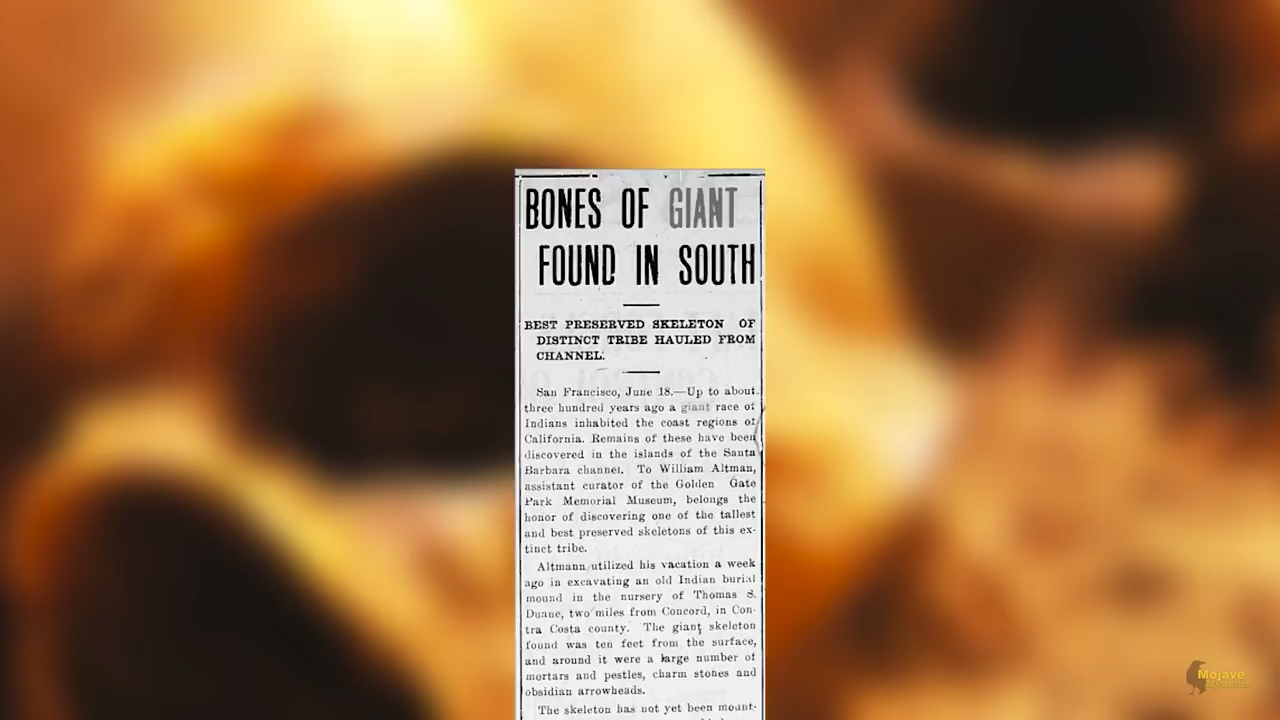 BONES OF GIANT
FOUND IN SOUTH
BEST PRESERVED SKELETON OF
DISTINCT TRIBE HAULED FROM
CHANNEL.
San Francisco, June 18.—Up to about
three hundred years ago a giant race of
Indians inhabited the coast regions of
California. Remains of these have been
discovered in the islands of the Santa
Barbara channel. To William Altman,
assistant curator of the Golden Gate
Park Memorial Museum, belongs the
honor of discovering one of the tallest
and best preserved skeletons of this ex-
tinct tribe.
Altmann utilized his vacation a week
ago in excavating an old Indian burial
mound in the nursery of Thomas S.
Duane, two miles from Concord, in Con-
tra Costa county. The giant skeleton
found was ten feet from the surface,
and around it were a large number of
mortars and pestles, charm stones and
obsidian arrowheads.
The skeleton has not yet been mount-
Mojave